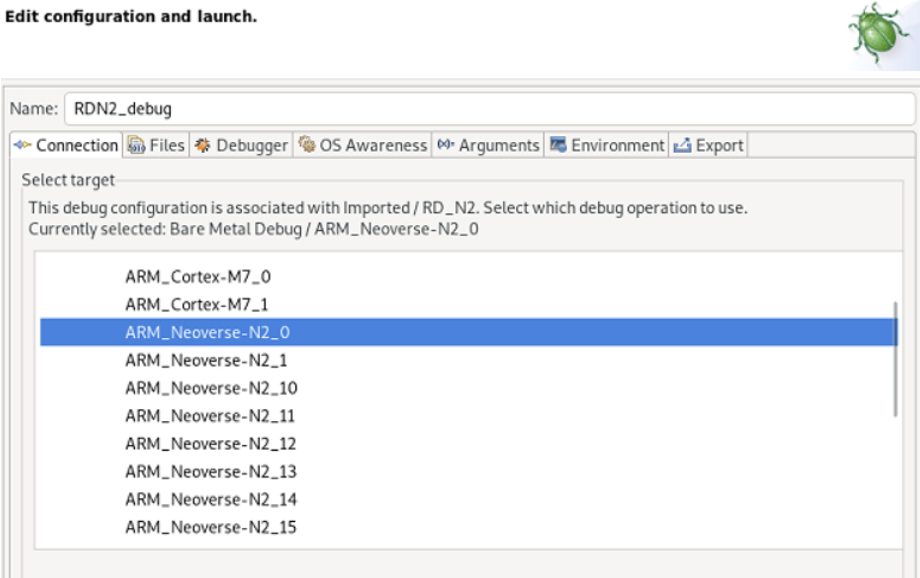 Edit configuration and launch.
Name: RDN2_debug
Connection Files Debugger OS Awareness Arguments Environment Export
Select target
This debug configuration is associated with Imported / RD_N2. Select which debug operation to use.
Currently selected: Bare Metal Debug / ARM_Neoverse-N2_0
ARM_Cortex-M7_0
ARM_Cortex-M7_1
ARM_Neoverse-N2_0
ARM_Neoverse-N2_1
ARM_Neoverse-N2_10
ARM_Neoverse-N2_11
ARM_Neoverse-N2_12
ARM_Neoverse-N2_13
ARM_Neoverse-N2_14
ARM_Neoverse-N2_15